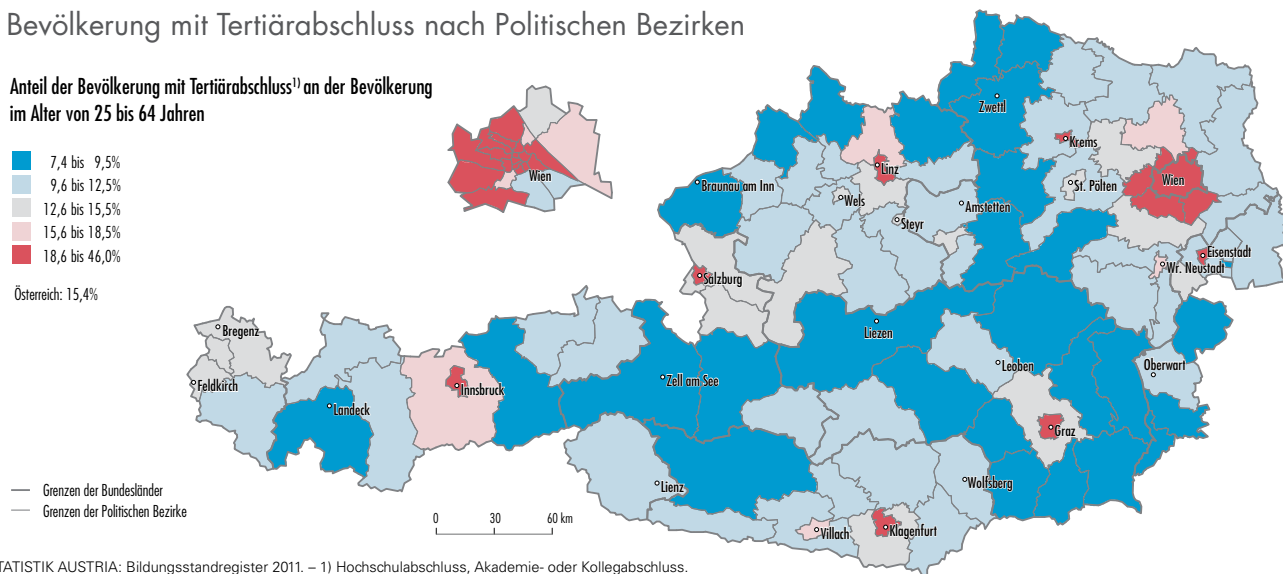 Bevölkerung mit Tertiärabschluss nach Politischen Bezirken
Anteil der Bevölkerung mit Tertiärabschluss1) an der Bevölkerung
im Alter von 25 bis 64 Jahren
7,4 bis 9,5%
9,6 bis 12,5%
12,6 bis 15,5%
15,6 bis 18,5%
18,6 bis 46,0%
Österreich: 15,4%
Wien
Zwettl
Krems
Linz
Wien
St. Pölten
Braunau am Inn
Wels
Amstetten
Steyr
Eisenstadt
Wr. Neustadt
Salzburg
Bregenz
Liezen
Leoben
Oberwart
Feldkirch
Innsbruck
Zell am See
Landeck
Graz
Lienz
Wolfsberg
Villach
Klagenfurt
Grenzen der Bundesländer
Grenzen der Politischen Bezirke
0 30 60 km
TATISTIK AUSTRIA: Bildungsstandregister 2011. – 1) Hochschulabschluss, Akademie- oder Kollegabschluss.